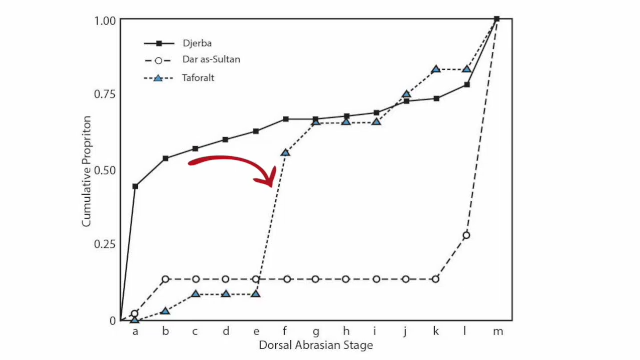 1.00
Djerba
Dar as-Sultan
Taforalt
0.75
0.50
0.25
0
Cumulative Propriton
a b c d e f g h i j k l m
Dorsal Abrasian Stage